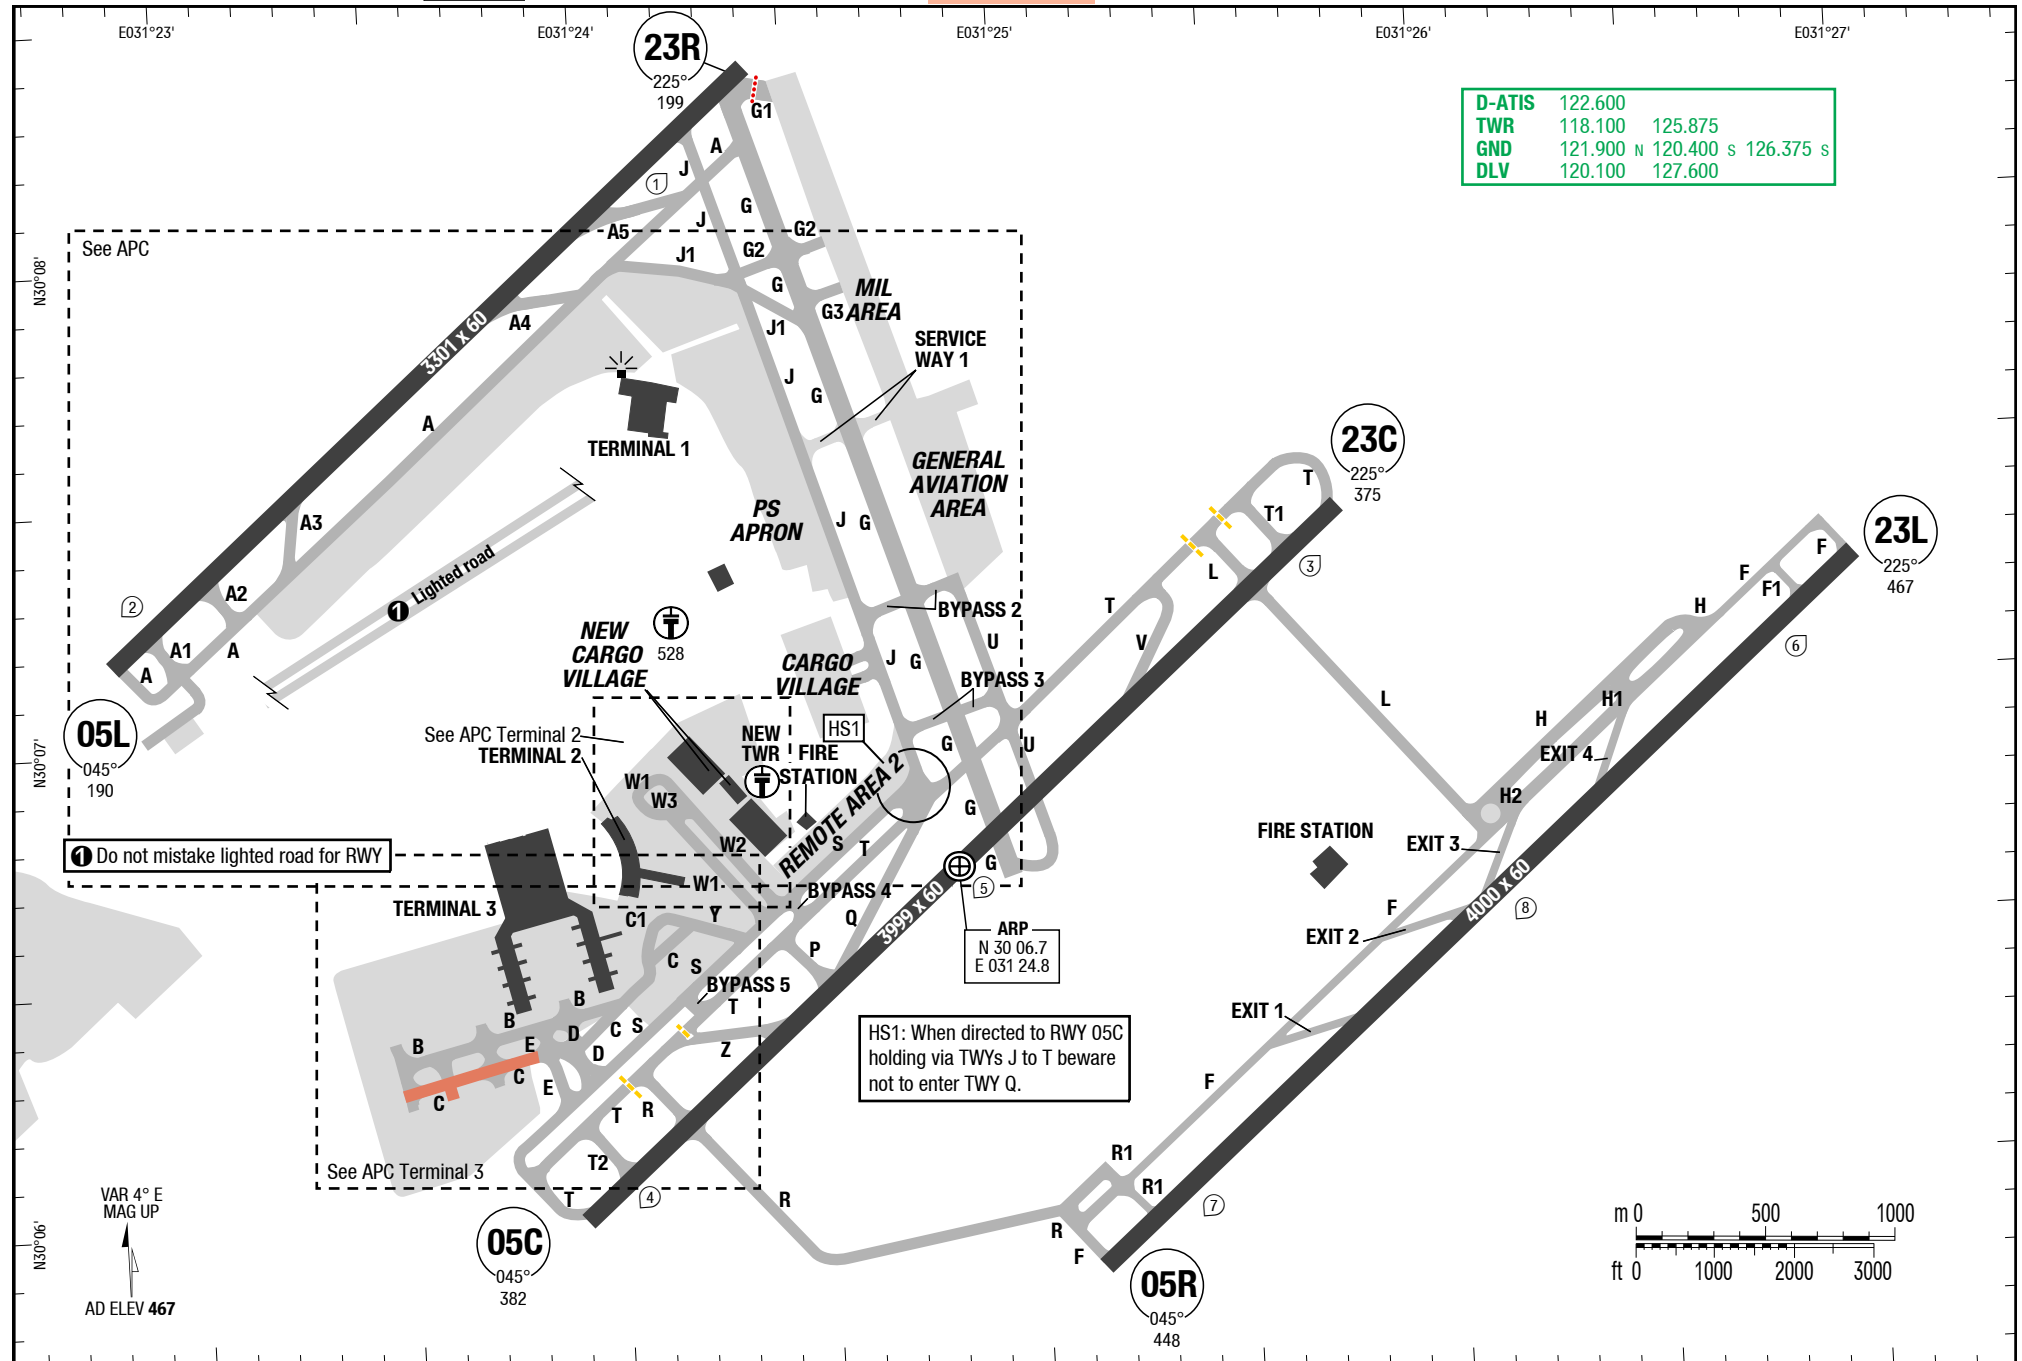 E031°23'
E031°24'
E031°25'
E031°26'
E031°27'
23R
225°
199
D-ATIS 122.600
TWR 118.100 125.875
GND 121.900 N 120.400 S 126.375 S
DLV 120.100 127.600
G1
A
J
1
G
J
A5
G2
G2
J1
See APC
N30°08'
G
MIL
AREA
G3
A4
J1
3301 x 60
SERVICE
WAY 1
J
G
A
TERMINAL 1
23C
225°
375
GENERAL
AVIATION
AREA
T
T1
PS
APRON
J
G
A3
23L
225°
467
F
3
L
F
F1
1 Lighted road
A2
2
T
H
BYPASS 2
NEW
CARGO
VILLAGE
528
U
V
6
A1
A
A
CARGO
VILLAGE
J
G
BYPASS 3
L
H1
H
05L
045°
190
See APC Terminal 2
TERMINAL 2
HS1
NEW
TWR
FIRE
STATION
G
U
EXIT 4
N30°07'
W1
W3
REMOTE AREA 2
H2
G
FIRE STATION
EXIT 3
W2
S
T
1 Do not mistake lighted road for RWY
G
5
W1
BYPASS 4
4000 x 60
8
TERMINAL 3
C1
Y
Q
3999 x 60
F
EXIT 2
ARP
N 30 06.7
E 031 24.8
P
C
S
BYPASS 5
B
T
EXIT 1
B
D
C
S
B
E
D
Z
HS1: When directed to RWY 05C
holding via TWYs J to T beware
not to enter TWY Q.
C
E
F
C
T
R
R1
T2
See APC Terminal 3
R1
T
4
R
7
VAR 4° E
MAG UP
R
F
N30°06'
05C
045°
382
05R
045°
448
m 0 500 1000
ft 0 1000 2000 3000
AD ELEV 467